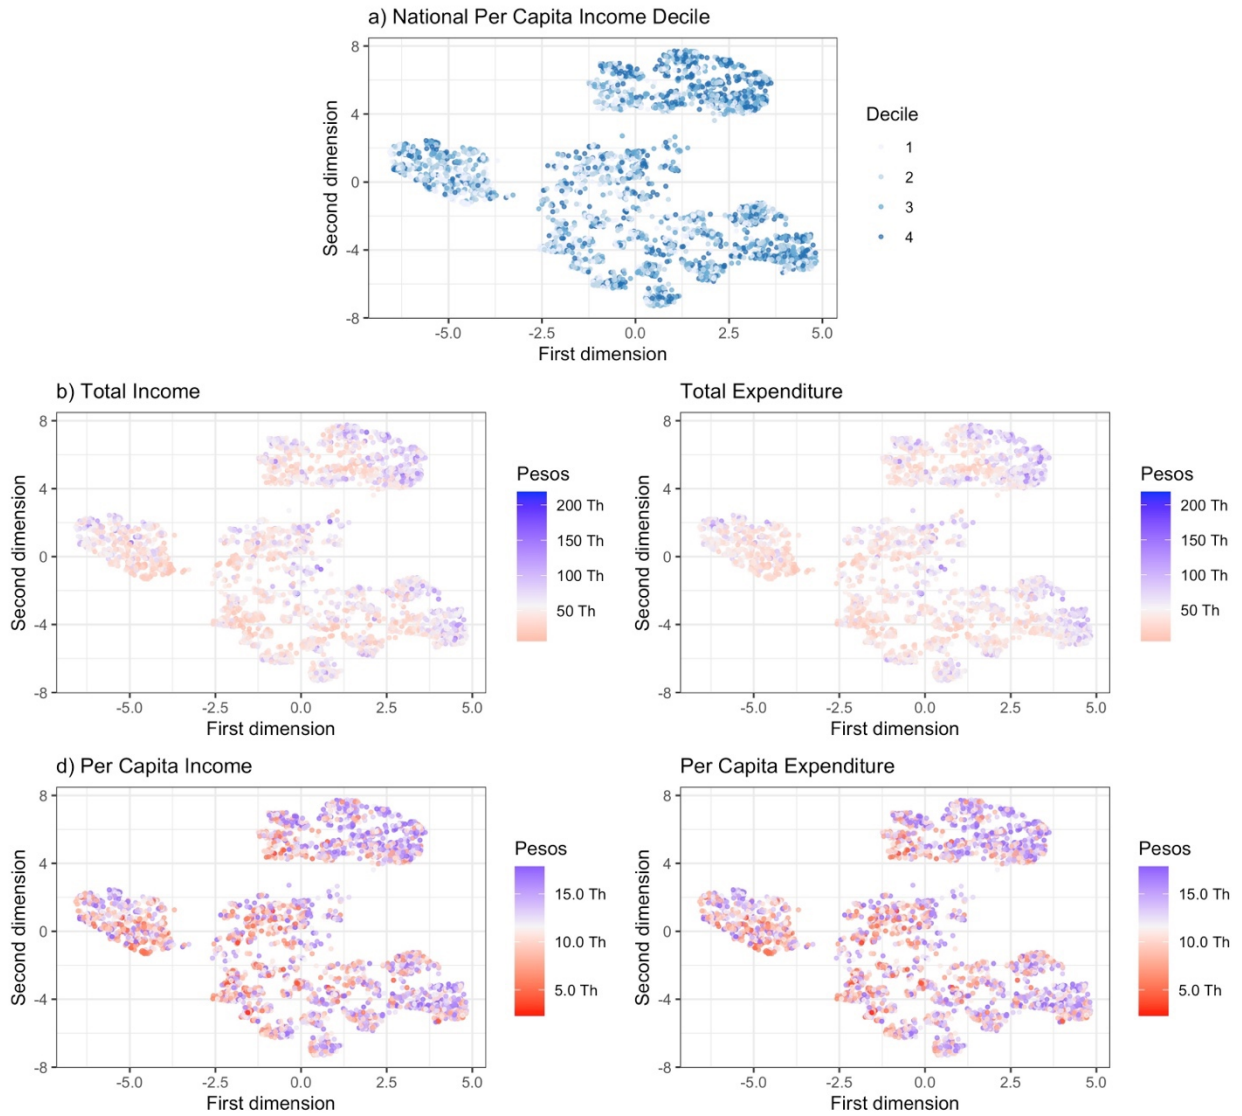 a) National Per Capita Income Decile
8
4
0
-4
-8
Second dimension
-5.0 -2.5 0.0 2.5 5.0
First dimension
Decile
1
2
3
4
b) Total Income
8
4
0
-4
-8
Second dimension
-5.0 -2.5 0.0 2.5 5.0
First dimension
Pesos
200 Th
150 Th
100 Th
50 Th
Total Expenditure
8
4
0
-4
-8
Second dimension
-5.0 -2.5 0.0 2.5 5.0
First dimension
Pesos
200 Th
150 Th
100 Th
50 Th
d) Per Capita Income
8
4
0
-4
-8
Second dimension
-5.0 -2.5 0.0 2.5 5.0
First dimension
Pesos
15.0 Th
10.0 Th
5.0 Th
Per Capita Expenditure
8
4
0
-4
-8
Second dimension
-5.0 -2.5 0.0 2.5 5.0
First dimension
Pesos
15.0 Th
10.0 Th
5.0 Th